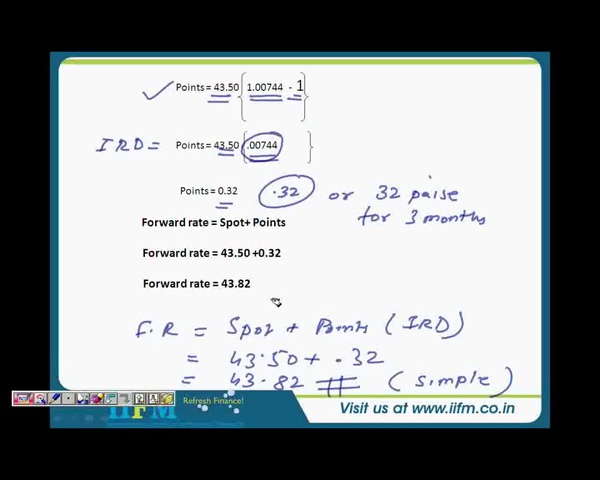 Points = 43.50 { 1.00744 - 1 }
IRD = Points = 43.50 { .00744 }
Points = 0.32 .32 or 32 paise
for 3 months
Forward rate = Spot+ Points
Forward rate = 43.50 +0.32
Forward rate = 43.82
F.R = Spot + Points (IRD)
= 43.50 + .32
= 43.82 (simple)
IIFM Refresh Finance!
Visit us at www.iifm.co.in